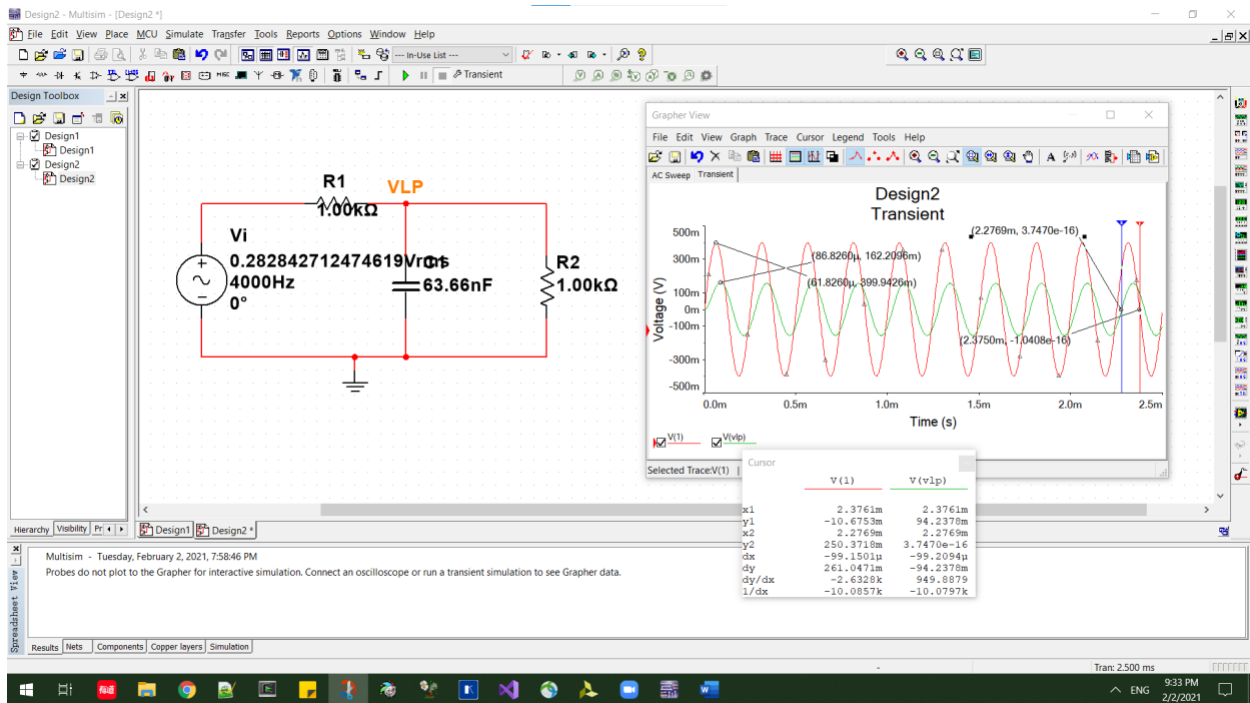 Design2 - Multisim - [Design2 *]
File Edit View Place MCU Simulate Transfer Tools Reports Options Window Help
--- In-Use List ---
Transient
Design Toolbox
Design1
Design1
Design2
Design2
R1
VLP
1.00kΩ
Vi
0.282842712474619Vrms
4000Hz
0°
63.66nF
R2
1.00kΩ
Grapher View
File Edit View Graph Trace Cursor Legend Tools Help
AC Sweep Transient
Design2
Transient
500m
300m
100m
0m
-100m
-300m
-500m
Voltage (V)
(2.2769m, 3.7470e-16)
(86.8260µ, 162.2096m)
(61.8260µ, 399.9426m)
(2.3750m, -1.0408e-16)
0.0m 0.5m 1.0m 1.5m 2.0m 2.5m
Time (s)
V(1) V(vlp)
Selected Trace:V(1)
Cursor
V(1) V(vlp)
x1 2.3761m 2.3761m
y1 -10.6753m 94.2378m
x2 2.2769m 2.2769m
y2 250.3718m 3.7470e-16
dx -99.1501µ -99.2094µ
dy 261.0471m -94.2378m
dy/dx -2.6328k 949.8879
1/dx -10.0857k -10.0797k
Hierarchy Visibility Pr
Design1 Design2 *
Multisim - Tuesday, February 2, 2021, 7:58:46 PM
Probes do not plot to the Grapher for interactive simulation. Connect an oscilloscope or run a transient simulation to see Grapher data.
Spreadsheet View
Results Nets Components Copper layers Simulation
- Tran: 2.500 ms
ENG
9:33 PM
2/2/2021